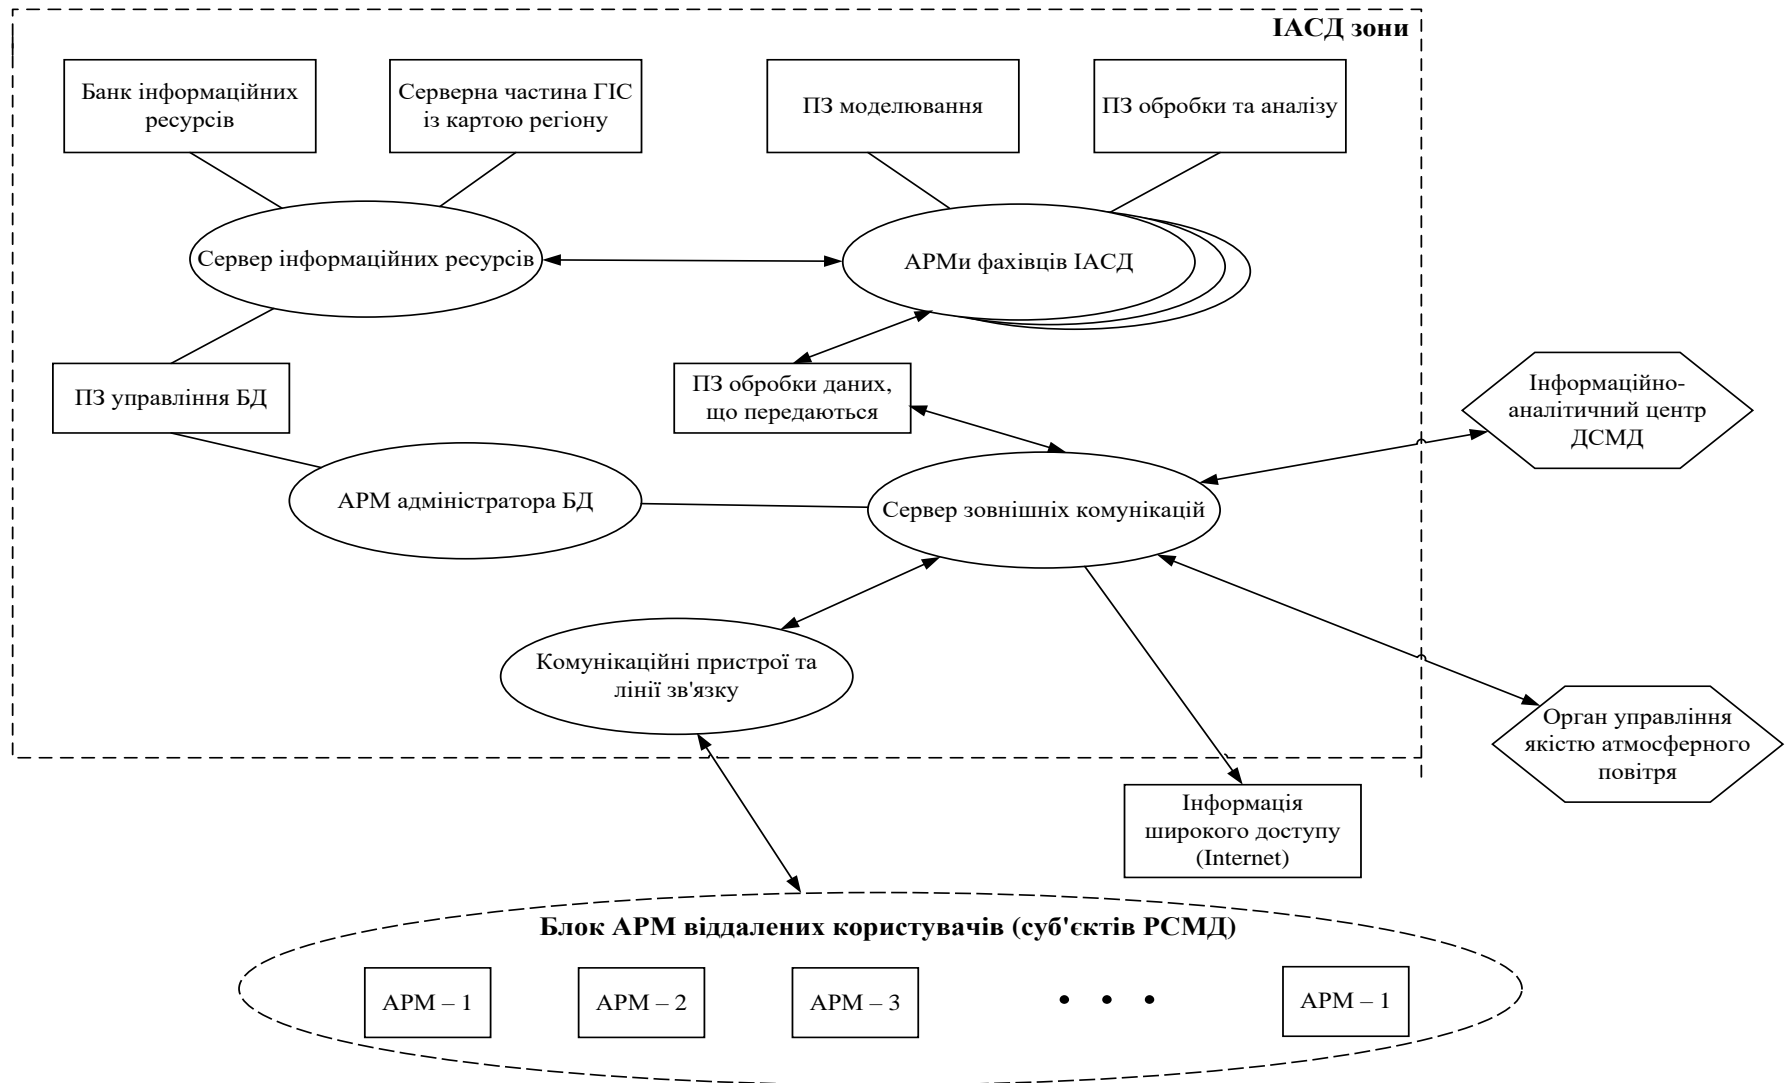 ІАСД зони
Банк інформаційних
ресурсів
Серверна частина ГІС
із картою регіону
ПЗ моделювання
ПЗ обробки та аналізу
Сервер інформаційних ресурсів
АРМи фахівців ІАСД
ПЗ управління БД
ПЗ обробки даних,
що передаються
Інформаційно-
аналітичний центр
ДСМД
АРМ адміністратора БД
Сервер зовнішніх комунікацій
Комунікаційні пристрої та
лінії зв'язку
Орган управління
якістю атмосферного
повітря
Інформація
широкого доступу
(Internet)
Блок АРМ віддалених користувачів (суб'єктів РСМД)
АРМ – 1
АРМ – 2
АРМ – 3
• • •
АРМ – 1